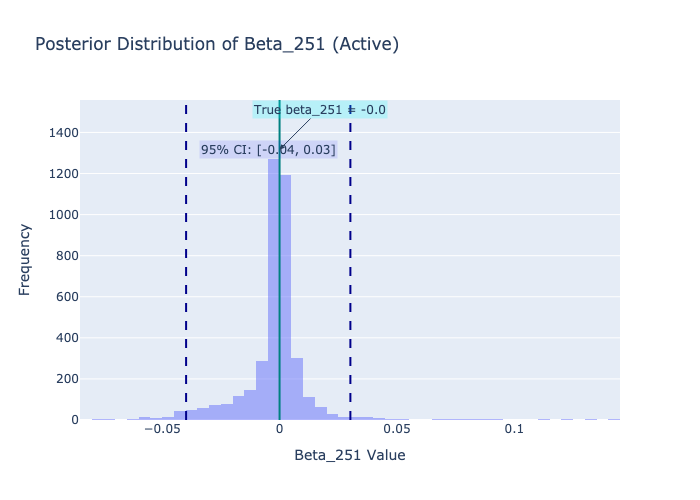 Posterior Distribution of Beta_251 (Active)
True beta_251 = -0.0
95% CI: [-0.04, 0.03]
1400
1200
1000
800
600
400
200
0
Frequency
−0.05
0
0.05
0.1
Beta_251 Value